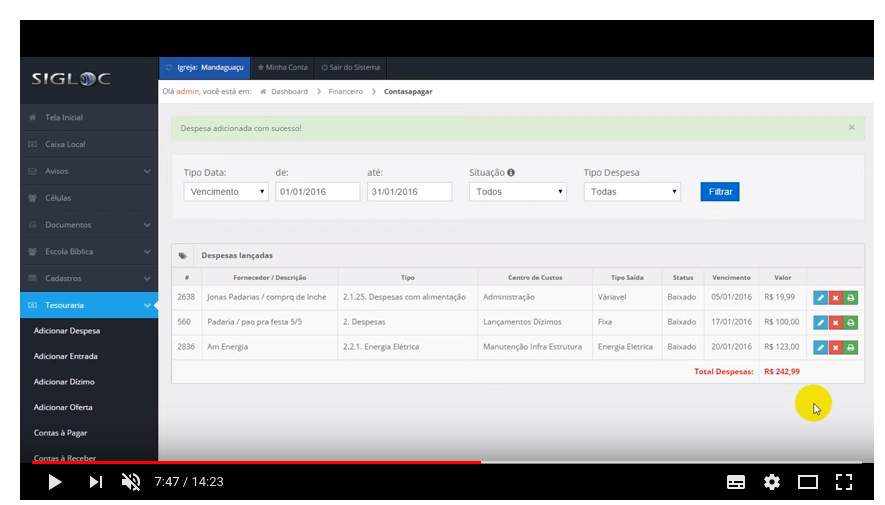 SIGLOC
Igreja: Mandaguaçu Minha Conta Sair do Sistema
Olá admin, você está em: Dashboard > Financeiro > Contasapagar
Tela Inicial
Caixa Local
Avisos
Células
Documentos
Escola Bíblica
Cadastros
Tesouraria
Adicionar Despesa
Adicionar Entrada
Adicionar Dízimo
Adicionar Oferta
Contas à Pagar
Contas à Receber
Despesa adicionada com sucesso! ×
Tipo Data: de: até: Situação Tipo Despesa
Vencimento 01/01/2016 31/01/2016 Todos Todas Filtrar
Despesas lançadas
# Fornecedor / Descrição Tipo Centro de Custos Tipo Saída Status Vencimento Valor
2638 Jonas Padarias / comprq de lnche 2.1.25. Despesas com alimentação Administração Váriavel Baixado 05/01/2016 R$ 19,99
560 Padaria / pao pra festa 5/5 2. Despesas Lançamentos Dízimos Fixa Baixado 17/01/2016 R$ 100,00
2836 Am Energia 2.2.1. Energia Elétrica Manutenção Infra Estrutura Energia Eletrica Baixado 20/01/2016 R$ 123,00
Total Despesas: R$ 242,99
7:47 / 14:23